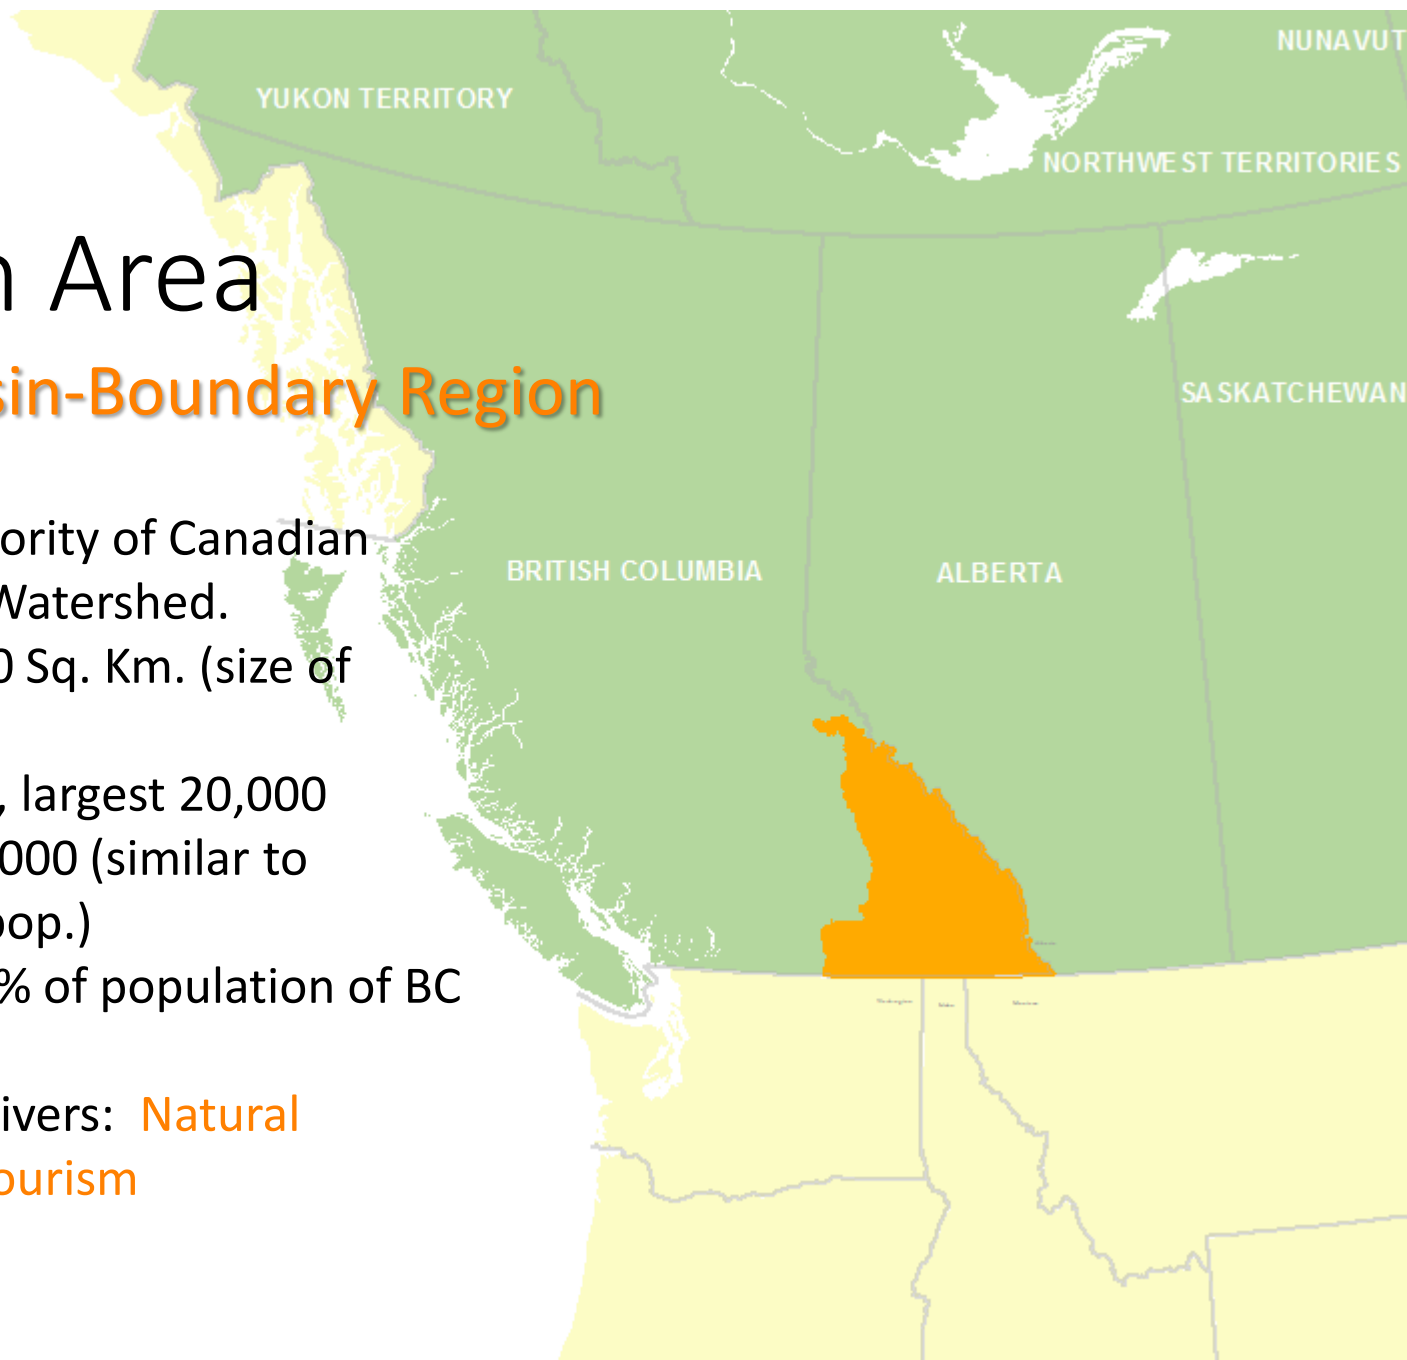 YUKON TERRITORY
NUNAVUT
NORTHWEST TERRITORIES
n Area
sin-Boundary Region
SASKATCHEWAN
ority of Canadian
Watershed.
BRITISH COLUMBIA
ALBERTA
0 Sq. Km. (size of
, largest 20,000
000 (similar to
pop.)
% of population of BC
ivers: Natural
ourism